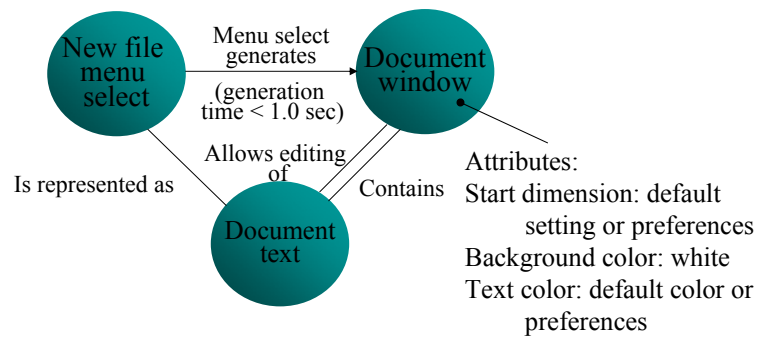 New file
menu
select
Menu select
generates
(generation
time < 1.0 sec)
Document
window
Allows editing
of
Is represented as
Contains
Document
text
Attributes:
Start dimension: default
setting or preferences
Background color: white
Text color: default color or
preferences